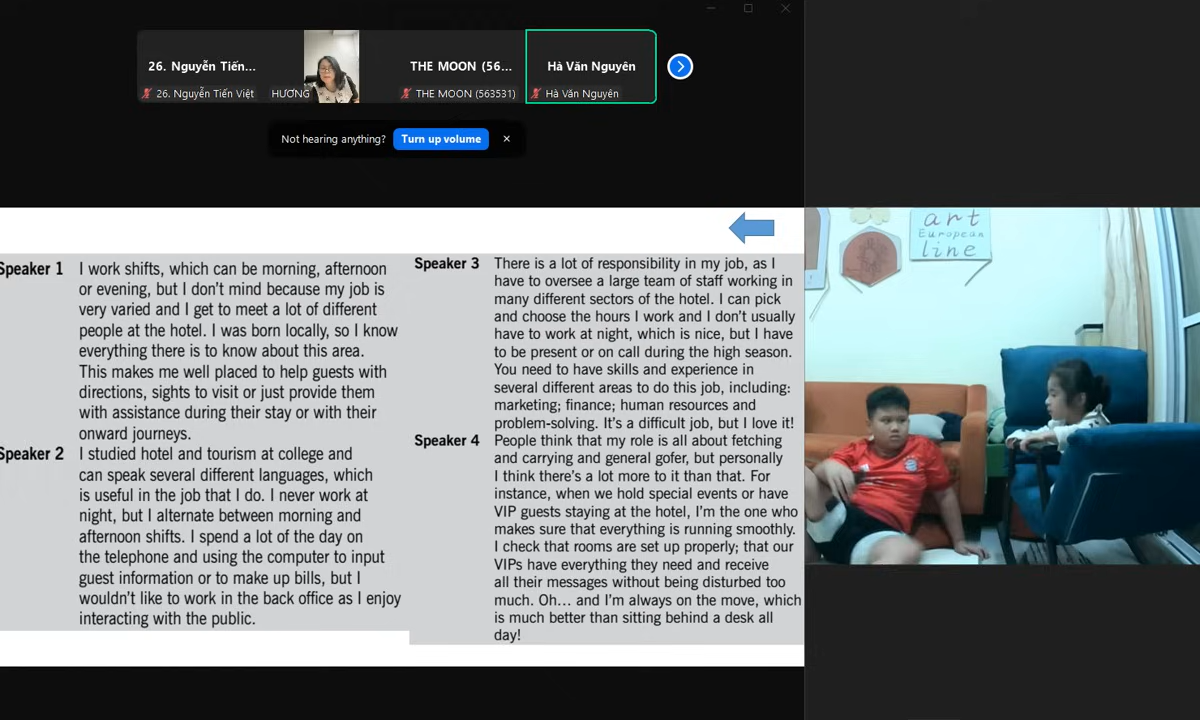 26. Nguyễn Tiến...
THE MOON (56...
Hà Văn Nguyên
26. Nguyễn Tiến Việt
HƯƠNG
THE MOON (563531)
Hà Văn Nguyên
Not hearing anything?
Turn up volume
Speaker 1
I work shifts, which can be morning, afternoon
or evening, but I don't mind because my job is
very varied and I get to meet a lot of different
people at the hotel. I was born locally, so I know
everything there is to know about this area.
This makes me well placed to help guests with
directions, sights to visit or just provide them
with assistance during their stay or with their
onward journeys.
Speaker 2
I studied hotel and tourism at college and
can speak several different languages, which
is useful in the job that I do. I never work at
night, but I alternate between morning and
afternoon shifts. I spend a lot of the day on
the telephone and using the computer to input
guest information or to make up bills, but I
wouldn't like to work in the back office as I enjoy
interacting with the public.
Speaker 3
There is a lot of responsibility in my job, as I
have to oversee a large team of staff working in
many different sectors of the hotel. I can pick
and choose the hours I work and I don't usually
have to work at night, which is nice, but I have
to be present or on call during the high season.
You need to have skills and experience in
several different areas to do this job, including:
marketing; finance; human resources and
problem-solving. It's a difficult job, but I love it!
Speaker 4
People think that my role is all about fetching
and carrying and general gofer, but personally
I think there's a lot more to it than that. For
instance, when we hold special events or have
VIP guests staying at the hotel, I'm the one who
makes sure that everything is running smoothly.
I check that rooms are set up properly; that our
VIPs have everything they need and receive
all their messages without being disturbed too
much. Oh... and I'm always on the move, which
is much better than sitting behind a desk all
day!
art
European
line